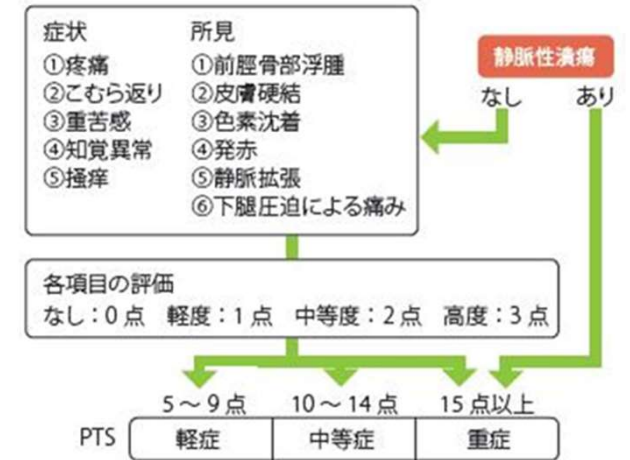 症状
①疼痛
②こむら返り
③重苦感
④知覚異常
⑤掻痒
所見
①前脛骨部浮腫
②皮膚硬結
③色素沈着
④発赤
⑤静脈拡張
⑥下腿圧迫による痛み
静脈性潰瘍
なし あり
各項目の評価
なし：0点 軽度：1点 中等度：2点 高度：3点
5～9点 10～14点 15点以上
PTS 軽症 中等症 重症